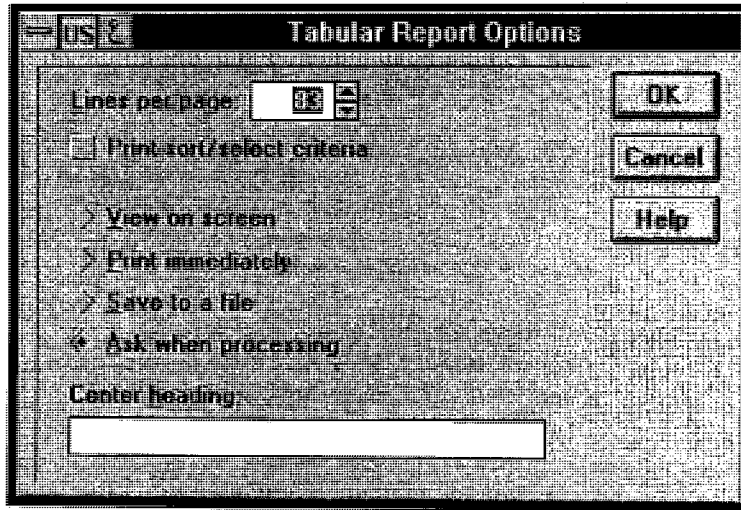 Tabular Report Options
Lines per page:
OK
Print sort/select criteria
Cancel
View on screen
Help
Print immediately
Save to a file
Ask when processing
Center heading: